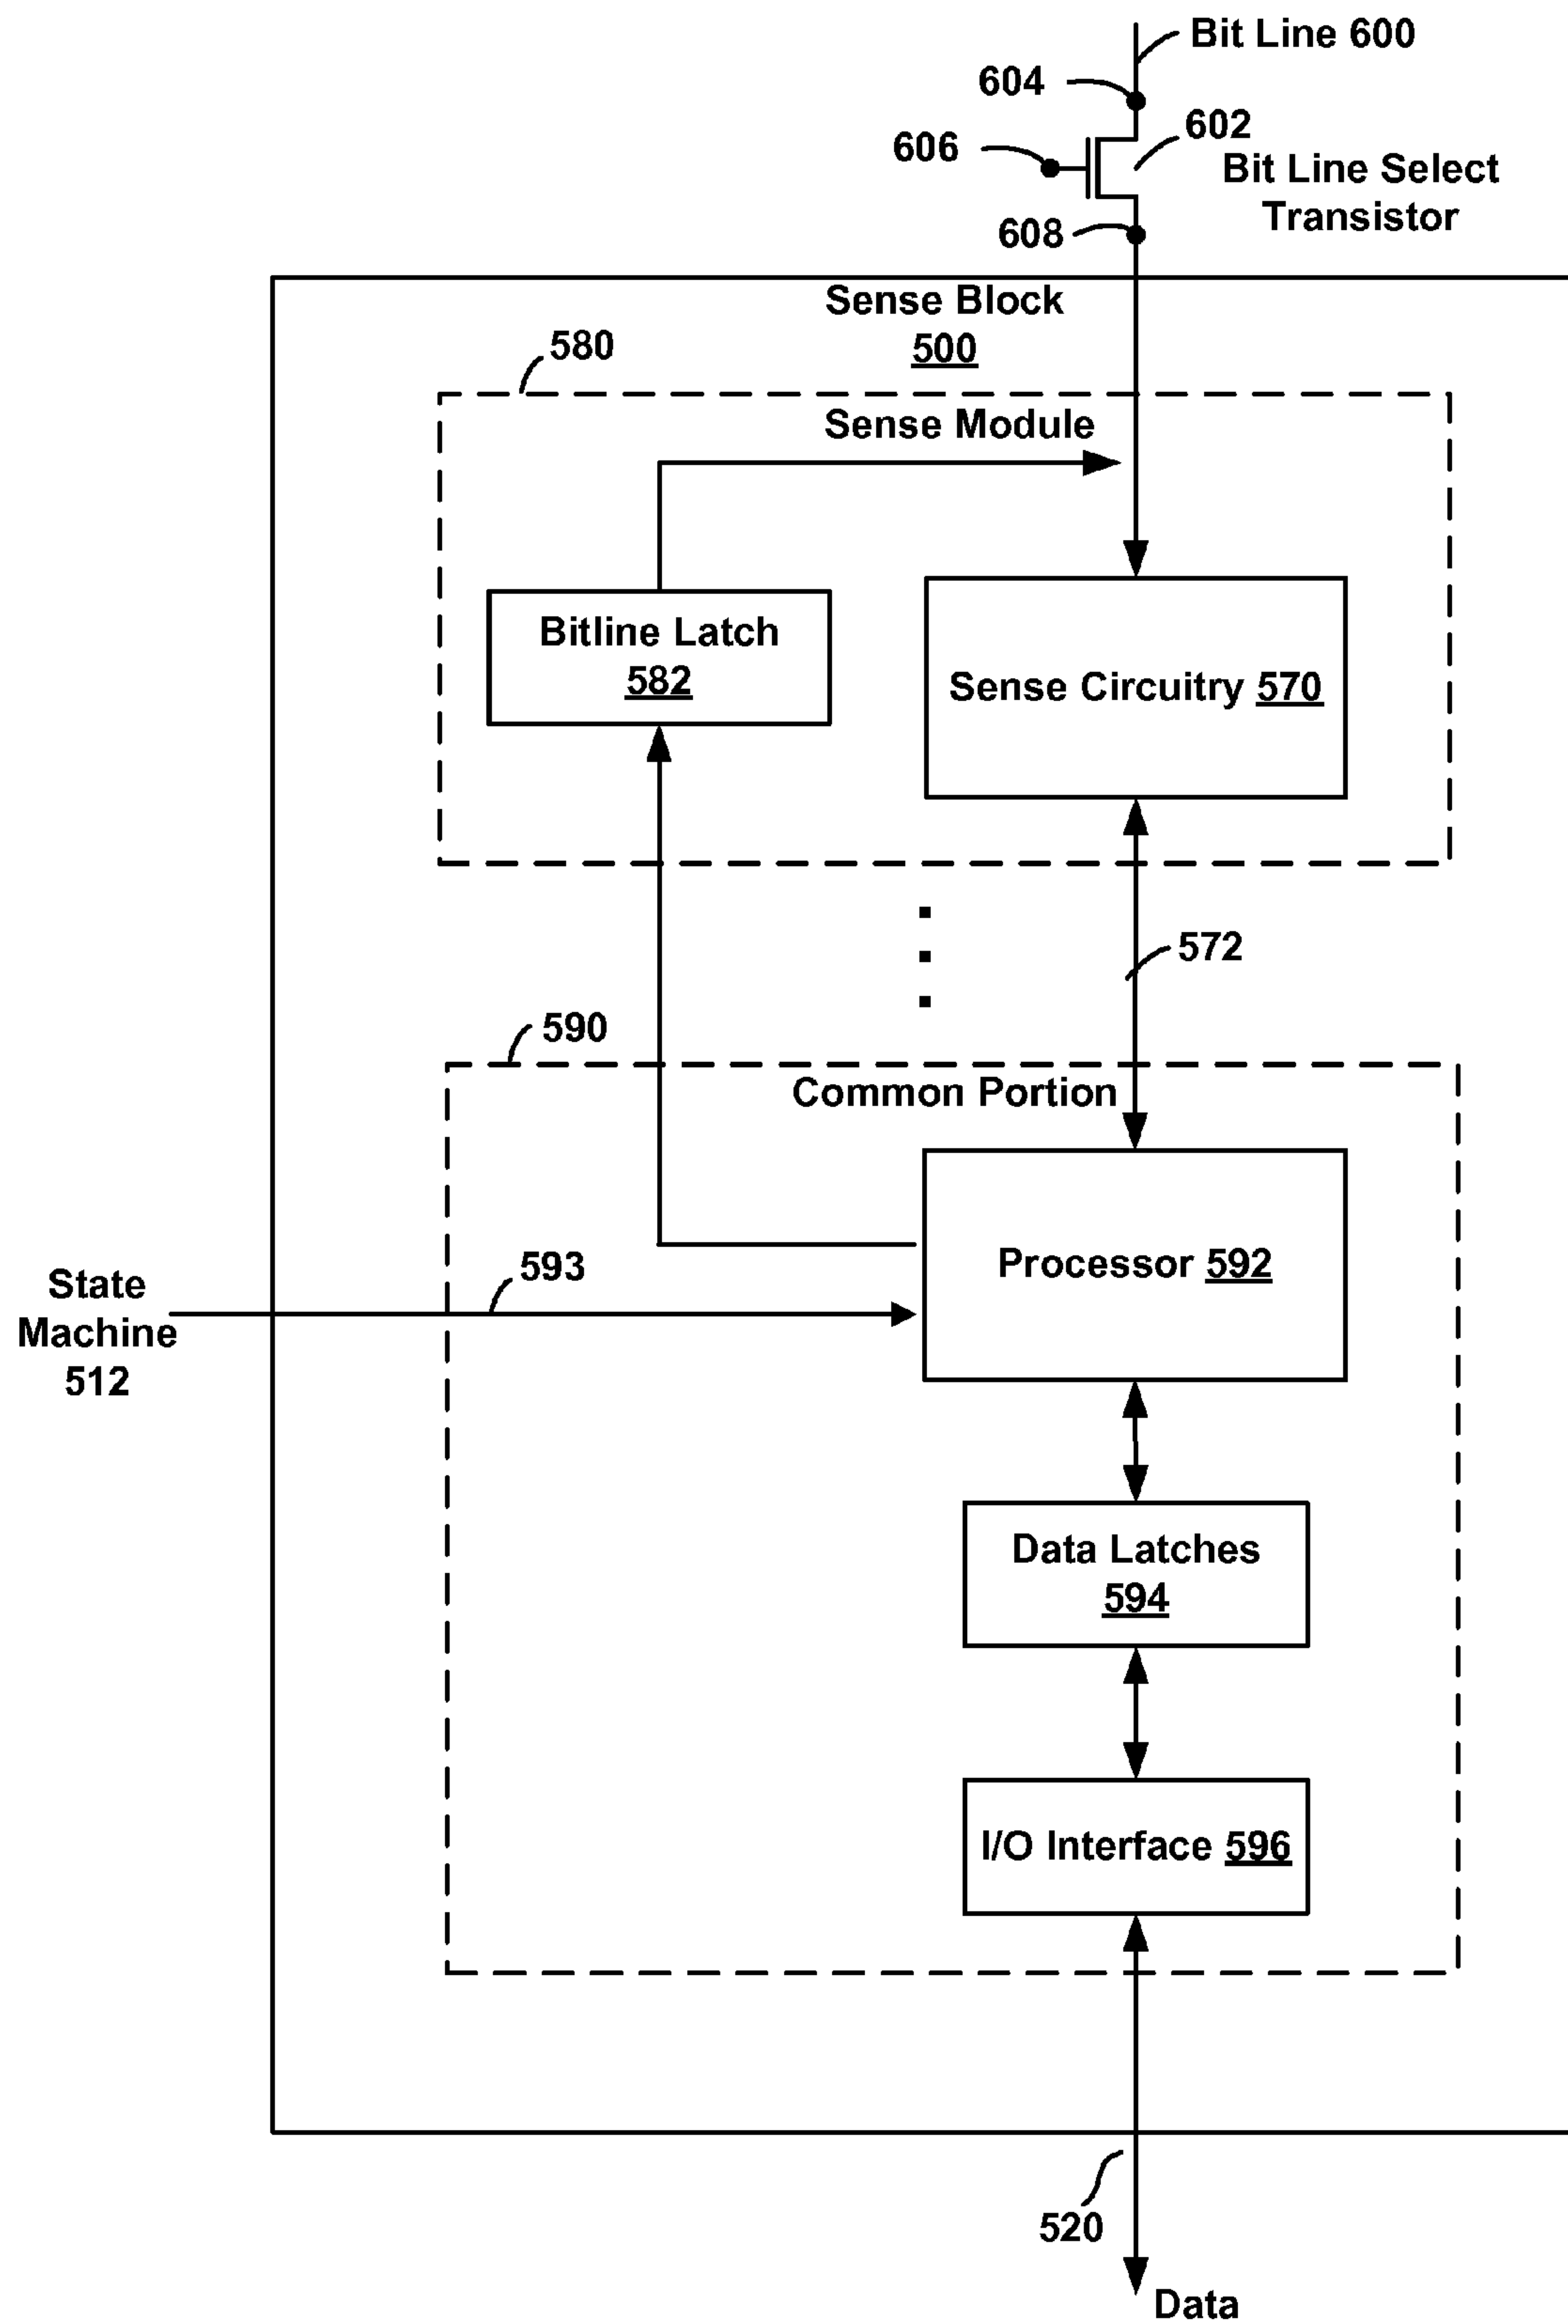 Bit Line 600
604
602
606
Bit Line Select
Transistor
608
Sense Block
500
580
Sense Module
Bitline Latch
582
Sense Circuitry 570
572
590
Common Portion
Processor 592
593
State
Machine
512
Data Latches
594
I/O Interface 596
520
Data